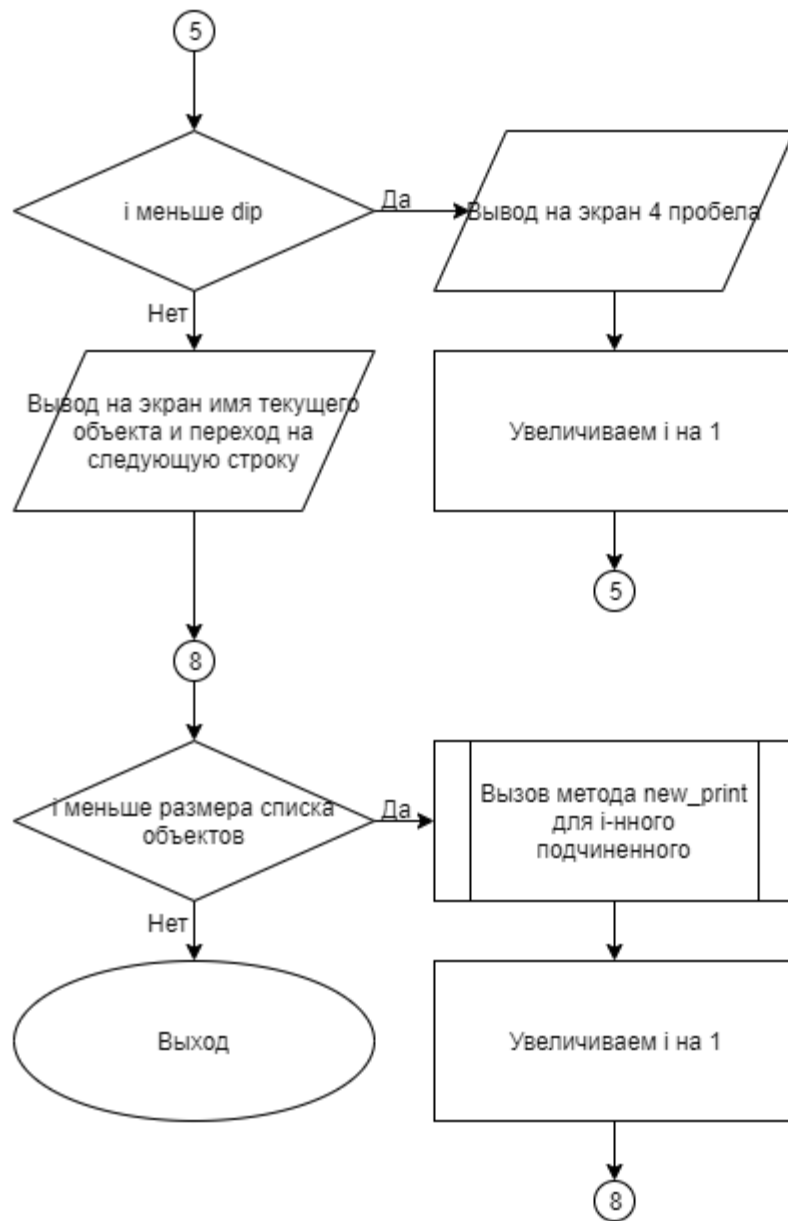 5
i меньше dip
Да
Вывод на экран 4 пробела
Нет
Вывод на экран имя текущего
объекта и переход на
следующую строку
Увеличиваем i на 1
5
8
i меньше размера списка
объектов
Да
Вызов метода new_print
для i-нного
подчиненного
Нет
Выход
Увеличиваем i на 1
8